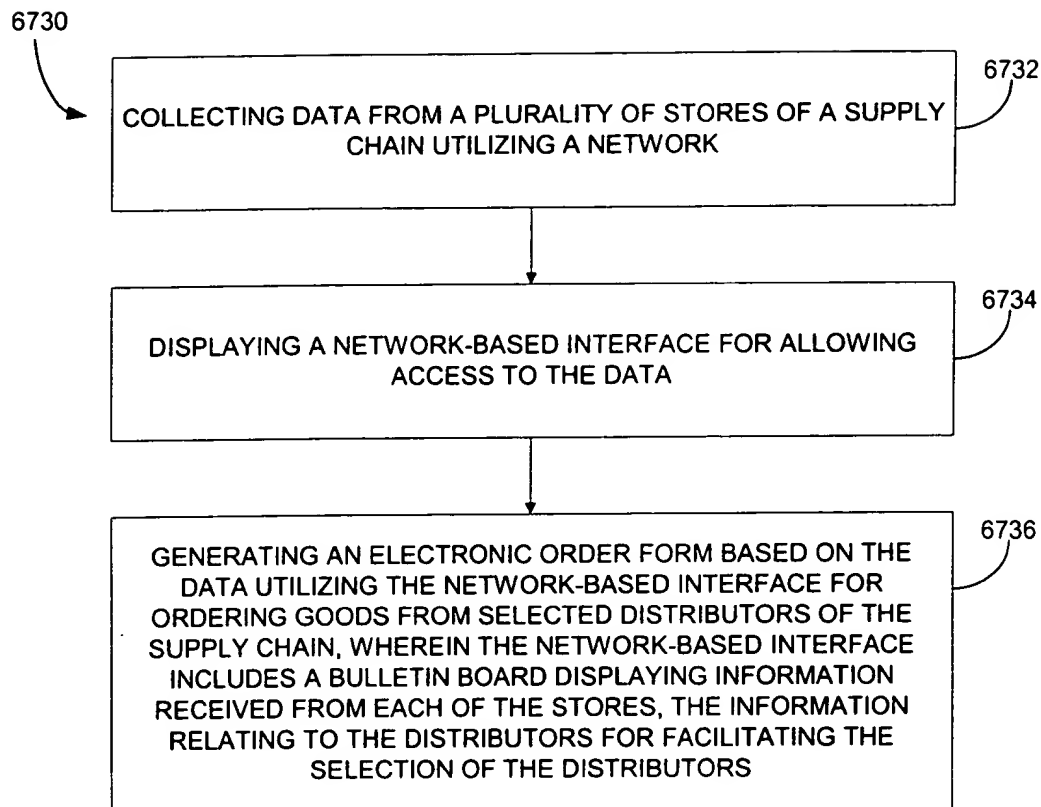 6730
6732
COLLECTING DATA FROM A PLURALITY OF STORES OF A SUPPLY
CHAIN UTILIZING A NETWORK
6734
DISPLAYING A NETWORK-BASED INTERFACE FOR ALLOWING
ACCESS TO THE DATA
6736
GENERATING AN ELECTRONIC ORDER FORM BASED ON THE
DATA UTILIZING THE NETWORK-BASED INTERFACE FOR
ORDERING GOODS FROM SELECTED DISTRIBUTORS OF THE
SUPPLY CHAIN, WHEREIN THE NETWORK-BASED INTERFACE
INCLUDES A BULLETIN BOARD DISPLAYING INFORMATION
RECEIVED FROM EACH OF THE STORES, THE INFORMATION
RELATING TO THE DISTRIBUTORS FOR FACILITATING THE
SELECTION OF THE DISTRIBUTORS